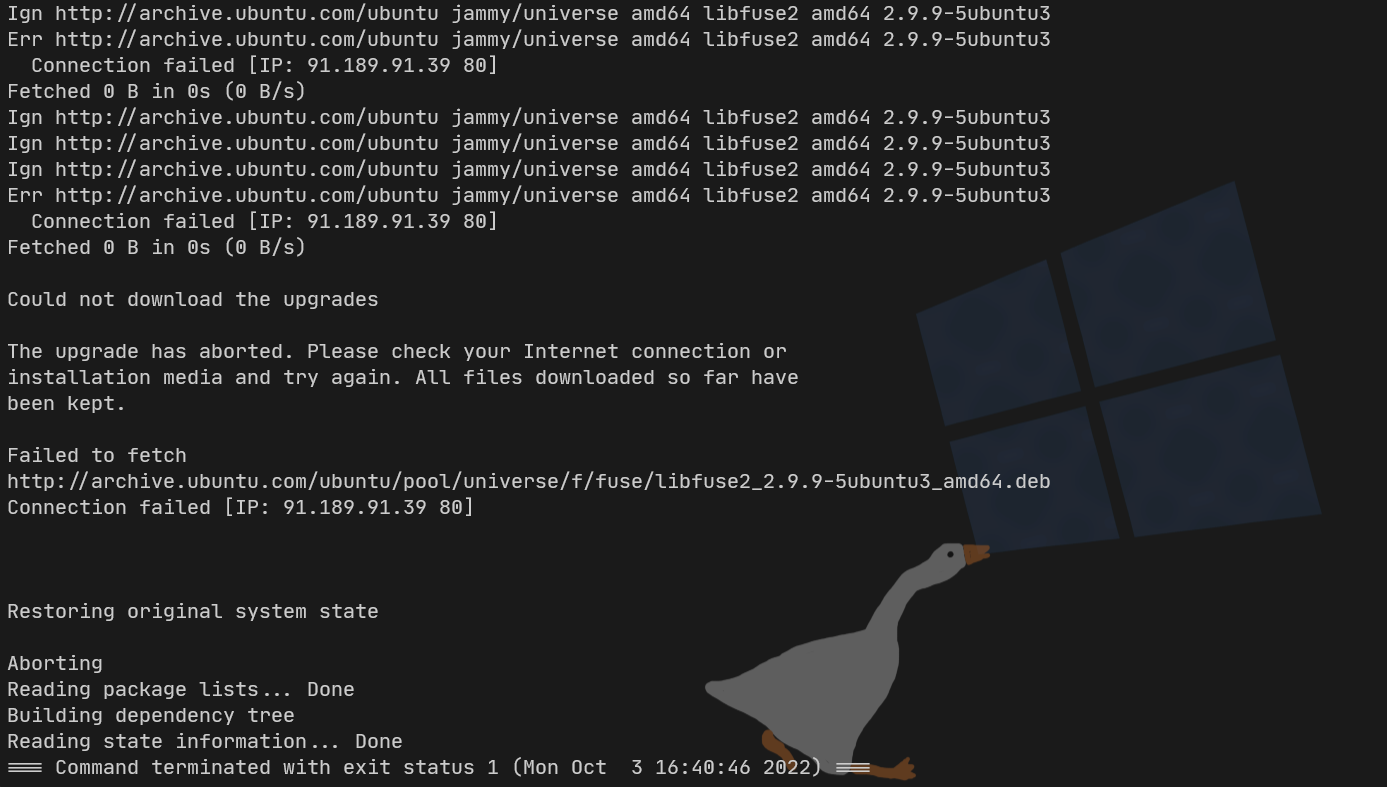 Ign http://archive.ubuntu.com/ubuntu jammy/universe amd64 libfuse2 amd64 2.9.9-5ubuntu3
Err http://archive.ubuntu.com/ubuntu jammy/universe amd64 libfuse2 amd64 2.9.9-5ubuntu3
  Connection failed [IP: 91.189.91.39 80]
Fetched 0 B in 0s (0 B/s)
Ign http://archive.ubuntu.com/ubuntu jammy/universe amd64 libfuse2 amd64 2.9.9-5ubuntu3
Ign http://archive.ubuntu.com/ubuntu jammy/universe amd64 libfuse2 amd64 2.9.9-5ubuntu3
Ign http://archive.ubuntu.com/ubuntu jammy/universe amd64 libfuse2 amd64 2.9.9-5ubuntu3
Err http://archive.ubuntu.com/ubuntu jammy/universe amd64 libfuse2 amd64 2.9.9-5ubuntu3
  Connection failed [IP: 91.189.91.39 80]
Fetched 0 B in 0s (0 B/s)
Could not download the upgrades
The upgrade has aborted. Please check your Internet connection or
installation media and try again. All files downloaded so far have
been kept.
Failed to fetch
http://archive.ubuntu.com/ubuntu/pool/universe/f/fuse/libfuse2_2.9.9-5ubuntu3_amd64.deb
Connection failed [IP: 91.189.91.39 80]
Restoring original system state
Aborting
Reading package lists... Done
Building dependency tree
Reading state information... Done
=== Command terminated with exit status 1 (Mon Oct  3 16:40:46 2022) ===